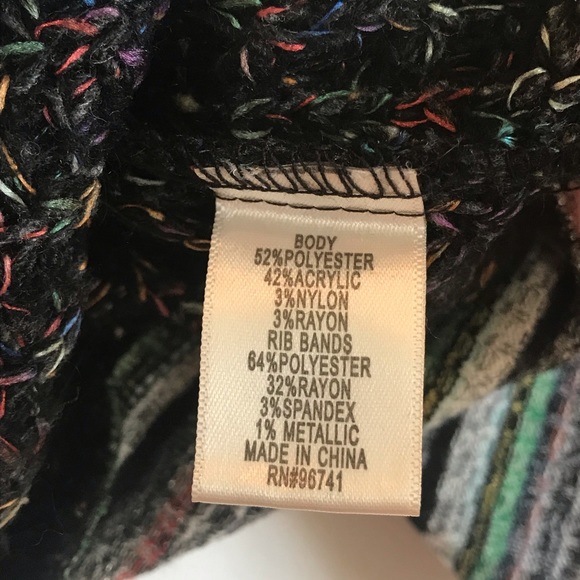 BODY
52%POLYESTER
42%ACRYLIC
3%NYLON
3%RAYON
RIB BANDS
64%POLYESTER
32%RAYON
3%SPANDEX
1% METALLIC
MADE IN CHINA
RN#96741